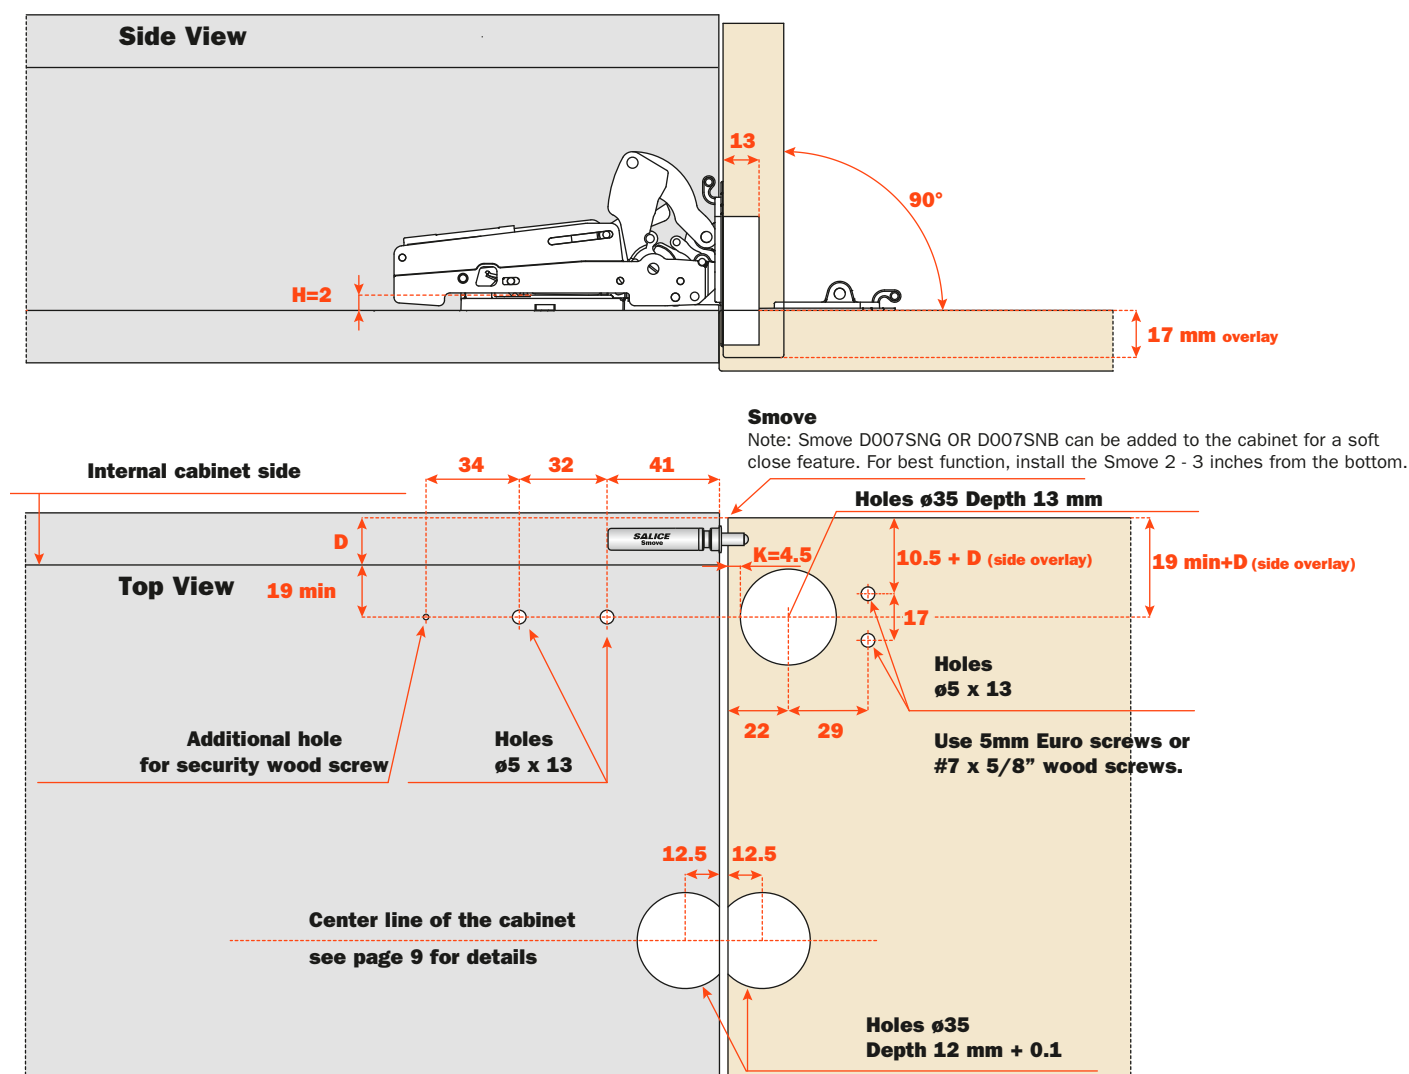 Side View
13
90°
H=2
17 mm overlay
Smove
Note: Smove D007SNG OR D007SNB can be added to the cabinet for a soft
close feature. For best function, install the Smove 2 - 3 inches from the bottom.
Internal cabinet side
34
32
41
Holes ø35 Depth 13 mm
D
SALICE
Smove
K=4.5
10.5 + D (side overlay)
19 min+D (side overlay)
Top View
19 min
17
Holes
ø5 x 13
22
29
Additional hole
for security wood screw
Holes
ø5 x 13
Use 5mm Euro screws or
#7 x 5/8” wood screws.
12.5
12.5
Center line of the cabinet
see page 9 for details
Holes ø35
Depth 12 mm + 0.1